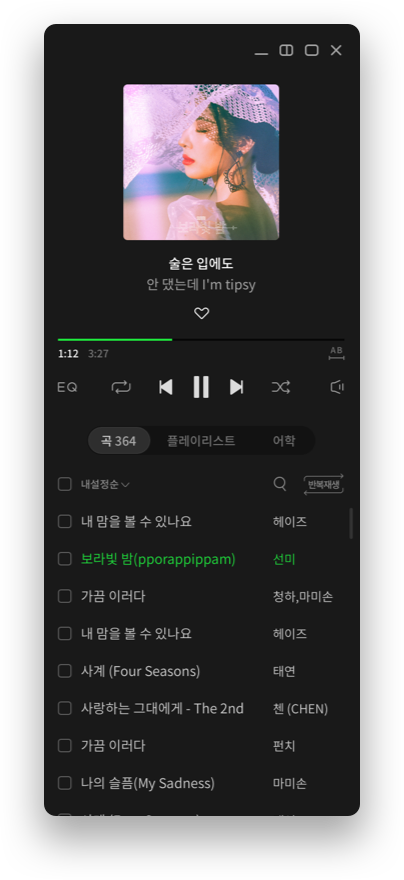 보라빛 밤
술은 입에도
안 댔는데 I'm tipsy
1:12 3:27 AB
EQ
곡 364 플레이리스트 어학
내설정순 반복재생
내 맘을 볼 수 있나요 헤이즈
보라빛 밤(pporappippam) 선미
가끔 이러다 청하,마미손
내 맘을 볼 수 있나요 헤이즈
사계 (Four Seasons) 태연
사랑하는 그대에게 - The 2nd 첸 (CHEN)
가끔 이러다 펀치
나의 슬픔(My Sadness) 마미손